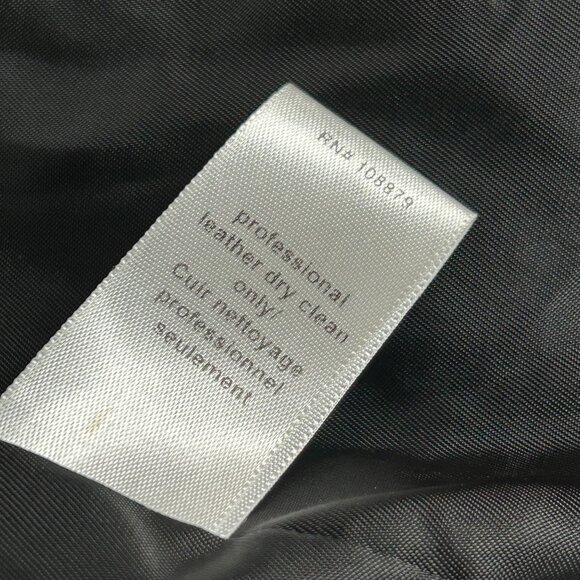 RN# 108879
professional
leather dry clean
only/
Cuir nettoyage
professionnel
seulement